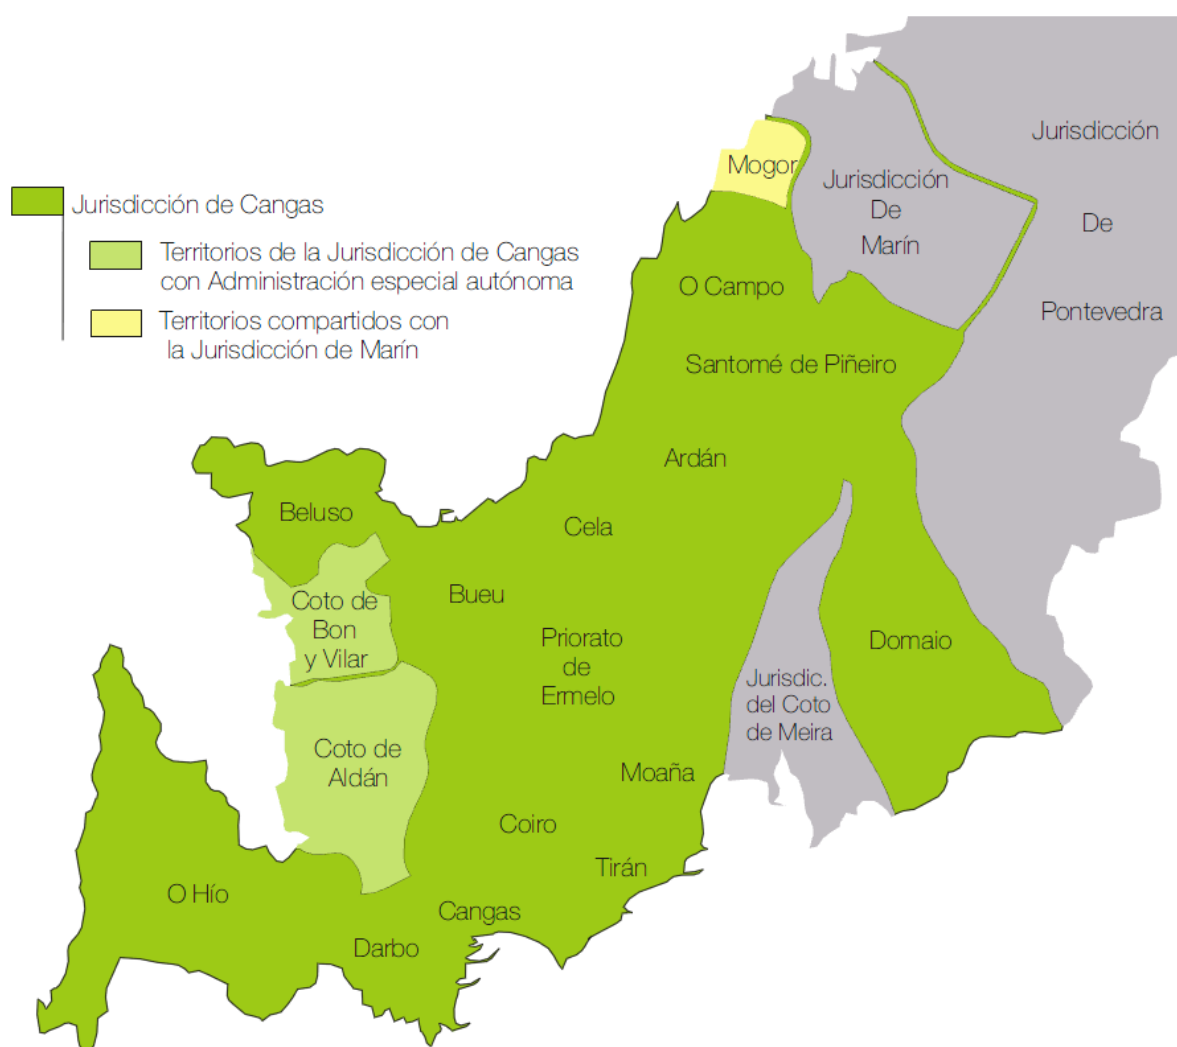 Jurisdicción de Cangas
Territorios de la Jurisdicción de Cangas
con Administración especial autónoma
Territorios compartidos con
la Jurisdicción de Marín
Mogor
Jurisdicción
De
Marín
Jurisdicción
De
Pontevedra
O Campo
Santomé de Piñeiro
Ardán
Cela
Beluso
Bueu
Coto de
Bon
y Vilar
Priorato
de
Ermelo
Domaio
Jurisdic.
del Coto
de Meira
Coto de
Aldán
Moaña
Coiro
Tirán
O Hío
Cangas
Darbo